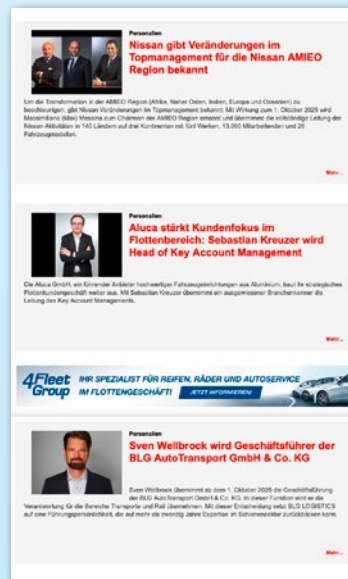 Personalien
Nissan gibt Veränderungen im
Topmanagement für die Nissan AMIEO
Region bekannt
Um die Transformation in der AMIEO Region (Afrika, Naher Osten, Indien, Europa und Ozeanien) zu
beschleunigen, gibt Nissan Veränderungen im Topmanagement bekannt: Mit Wirkung zum 1. Oktober 2025 wird
Massimiliano (Max) Messina zum Chairman der AMIEO Region ernannt und übernimmt die vollständige Leitung der
Nissan Aktivitäten in 140 Ländern auf drei Kontinenten mit fünf Werken, 13.000 Mitarbeitenden und 20
Fahrzeugmodellen.
Mehr...
Personalien
Aluca stärkt Kundenfokus im
Flottenbereich: Sebastian Kreuzer wird
Head of Key Account Management
Die Aluca GmbH, ein führender Anbieter hochwertiger Fahrzeugeinrichtungen aus Aluminium, baut ihr strategisches
Flottenkundengeschäft weiter aus. Mit Sebastian Kreuzer übernimmt ein ausgewiesener Branchenkenner die
Leitung des Key Account Managements.
Mehr...
4Fleet Group
IHR SPEZIALIST FÜR REIFEN, RÄDER UND AUTOSERVICE
IM FLOTTENGESCHÄFT! JETZT INFORMIEREN!
Personalien
Sven Wellbrock wird Geschäftsführer der
BLG AutoTransport GmbH & Co. KG
Sven Wellbrock übernimmt ab dem 1. Oktober 2025 die Geschäftsführung
der BLG AutoTransport GmbH & Co. KG. In dieser Funktion wird er die
Verantwortung für die Bereiche Transporte und Rail übernehmen. Mit dieser Entscheidung setzt BLG LOGISTICS
auf eine Führungspersönlichkeit, die auf mehr als zwanzig Jahre Expertise im Schienensektor zurückblicken kann.
Mehr...